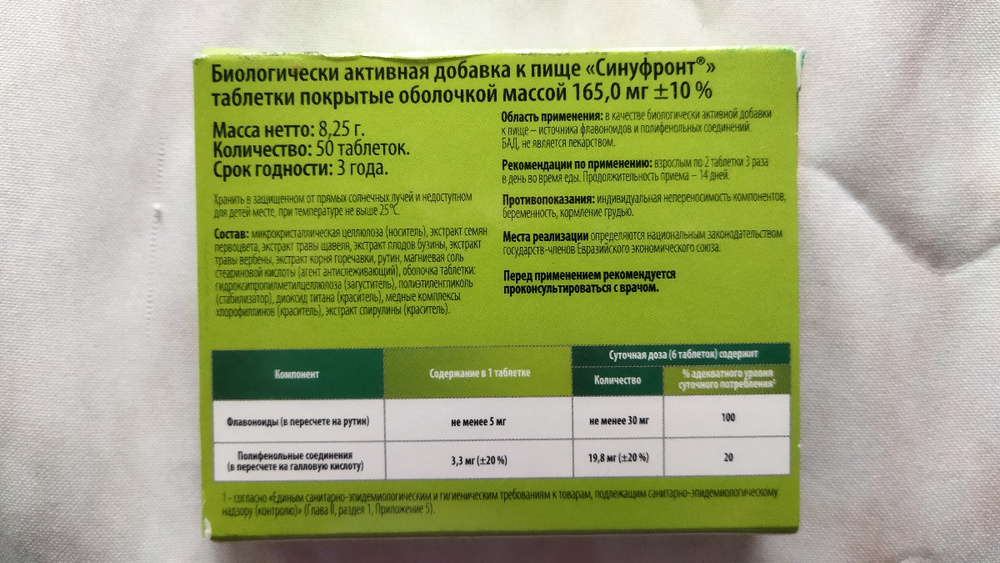 Биологически активная добавка к пище «Синуфронт®»
таблетки покрытые оболочкой массой 165,0 мг ±10 %
Масса нетто: 8,25 г.
Количество: 50 таблеток.
Срок годности: 3 года.
Хранить в защищенном от прямых солнечных лучей и недоступном
для детей месте, при температуре не выше 25°С.
Состав: микрокристаллическая целлюлоза (носитель), экстракт семян
первоцвета, экстракт травы щавеля, экстракт плодов бузины, экстракт
травы вербены, экстракт корня горечавки, рутин, магниевая соль
стеариновой кислоты (агент антислеживающий), оболочка таблетки:
гидроксипропилметилцеллюлоза (загуститель), полиэтиленгликоль
(стабилизатор), диоксид титана (краситель), медные комплексы
хлорофиллинов (краситель), экстракт спирулины (краситель).
Область применения: в качестве биологически активной добавки
к пище – источника флавоноидов и полифенольных соединений.
БАД, не является лекарством.
Рекомендации по применению: взрослым по 2 таблетки 3 раза
в день во время еды. Продолжительность приема – 14 дней.
Противопоказания: индивидуальная непереносимость компонентов,
беременность, кормление грудью.
Места реализации определяются национальным законодательством
государств-членов Евразийского экономического союза.
Перед применением рекомендуется
проконсультироваться с врачом.
Компонент
Содержание в 1 таблетке
Суточная доза (6 таблеток) содержит
Количество
% адекватного уровня
суточного потребления¹
Флавоноиды (в пересчете на рутин)
не менее 5 мг
не менее 30 мг
100
Полифенольные соединения
(в пересчете на галловую кислоту)
3,3 мг (±20 %)
19,8 мг (±20 %)
20
1 - согласно «Единым санитарно-эпидемиологическим и гигиеническим требованиям к товарам, подлежащим санитарно-эпидемиологическому
надзору (контролю)» (Глава II, раздел 1, Приложение 5).